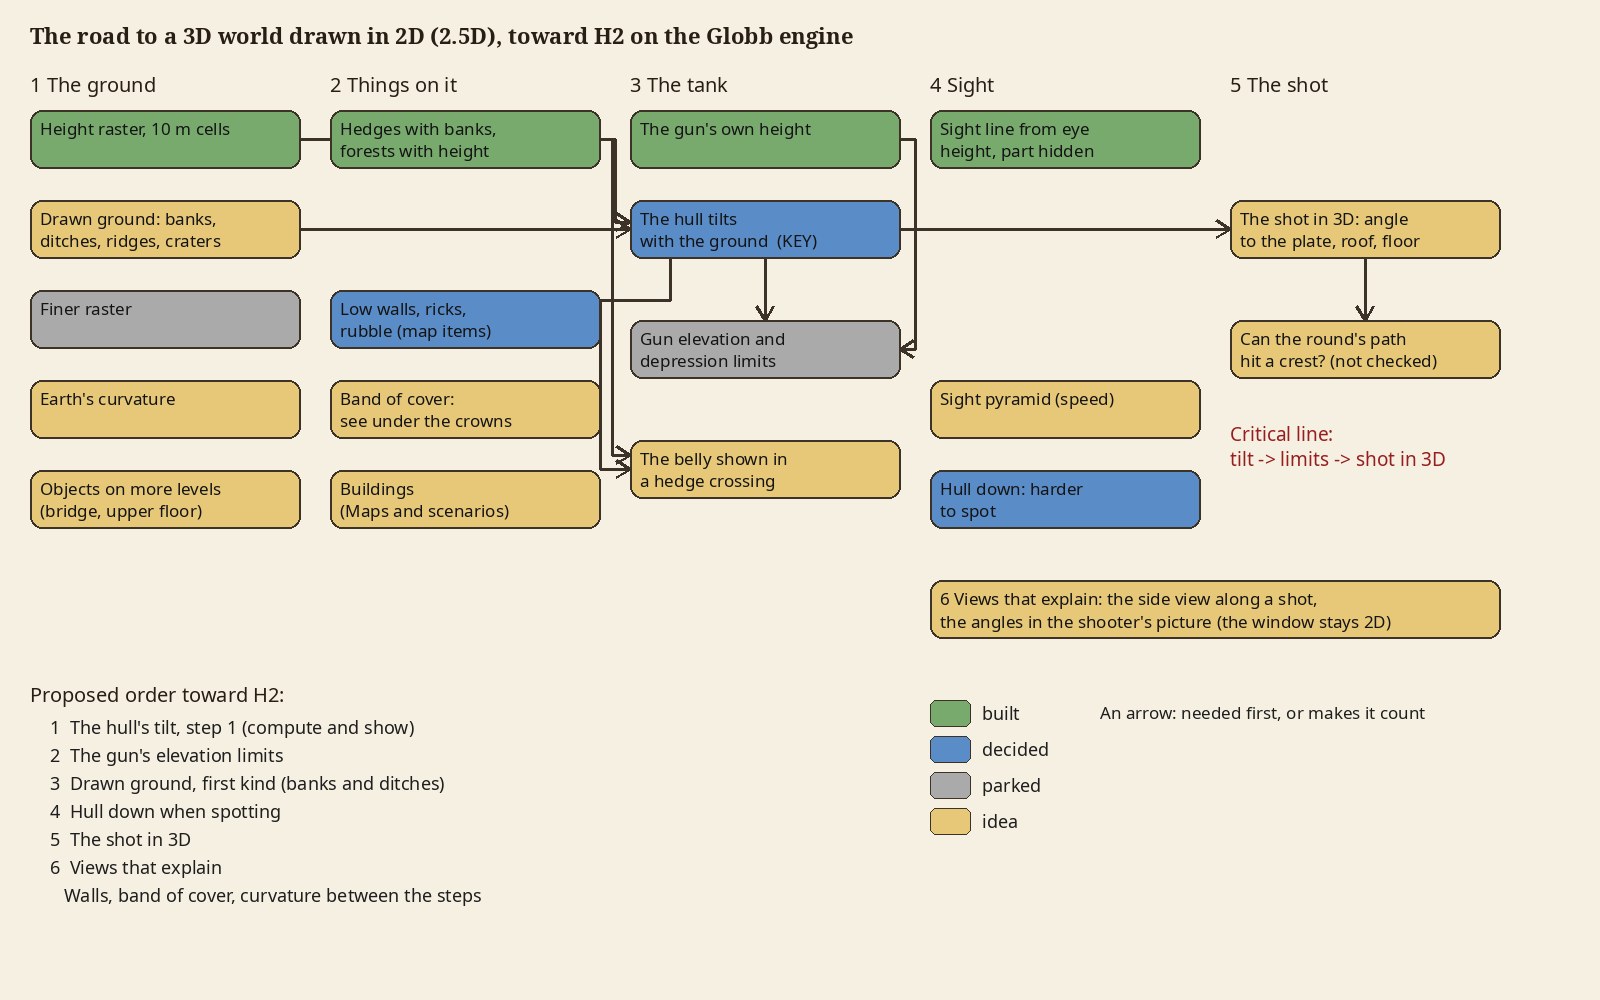 The road to a 3D world drawn in 2D (2.5D), toward H2 on the Globb engine
1 The ground
2 Things on it
3 The tank
4 Sight
5 The shot
Height raster, 10 m cells
Hedges with banks,
forests with height
The gun's own height
Sight line from eye
height, part hidden
Drawn ground: banks,
ditches, ridges, craters
The hull tilts
with the ground  (KEY)
The shot in 3D: angle
to the plate, roof, floor
Finer raster
Low walls, ricks,
rubble (map items)
Gun elevation and
depression limits
Can the round's path
hit a crest? (not checked)
Earth's curvature
Band of cover:
see under the crowns
Sight pyramid (speed)
Critical line:
tilt -> limits -> shot in 3D
The belly shown in
a hedge crossing
Objects on more levels
(bridge, upper floor)
Buildings
(Maps and scenarios)
Hull down: harder
to spot
6 Views that explain: the side view along a shot,
the angles in the shooter's picture (the window stays 2D)
Proposed order toward H2:
1  The hull's tilt, step 1 (compute and show)
2  The gun's elevation limits
3  Drawn ground, first kind (banks and ditches)
4  Hull down when spotting
5  The shot in 3D
6  Views that explain
Walls, band of cover, curvature between the steps
built
decided
parked
idea
An arrow: needed first, or makes it count